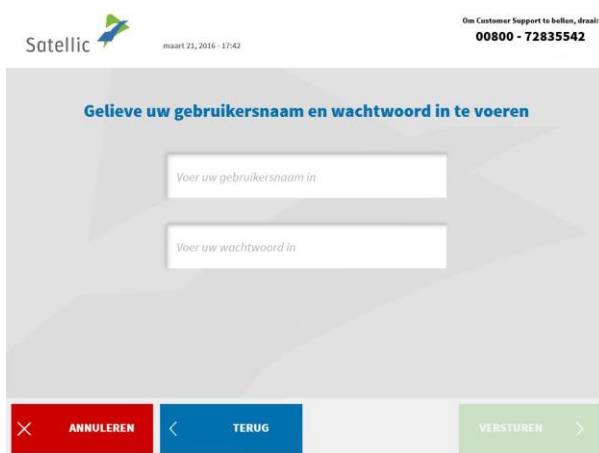 Satellic
maart 21, 2016 - 17:42
Om Customer Support te bellen, draai:
00800 - 72835542
Gelieve uw gebruikersnaam en wachtwoord in te voeren
Voer uw gebruikersnaam in
Voer uw wachtwoord in
ANNULEREN
TERUG
VERSTUREN